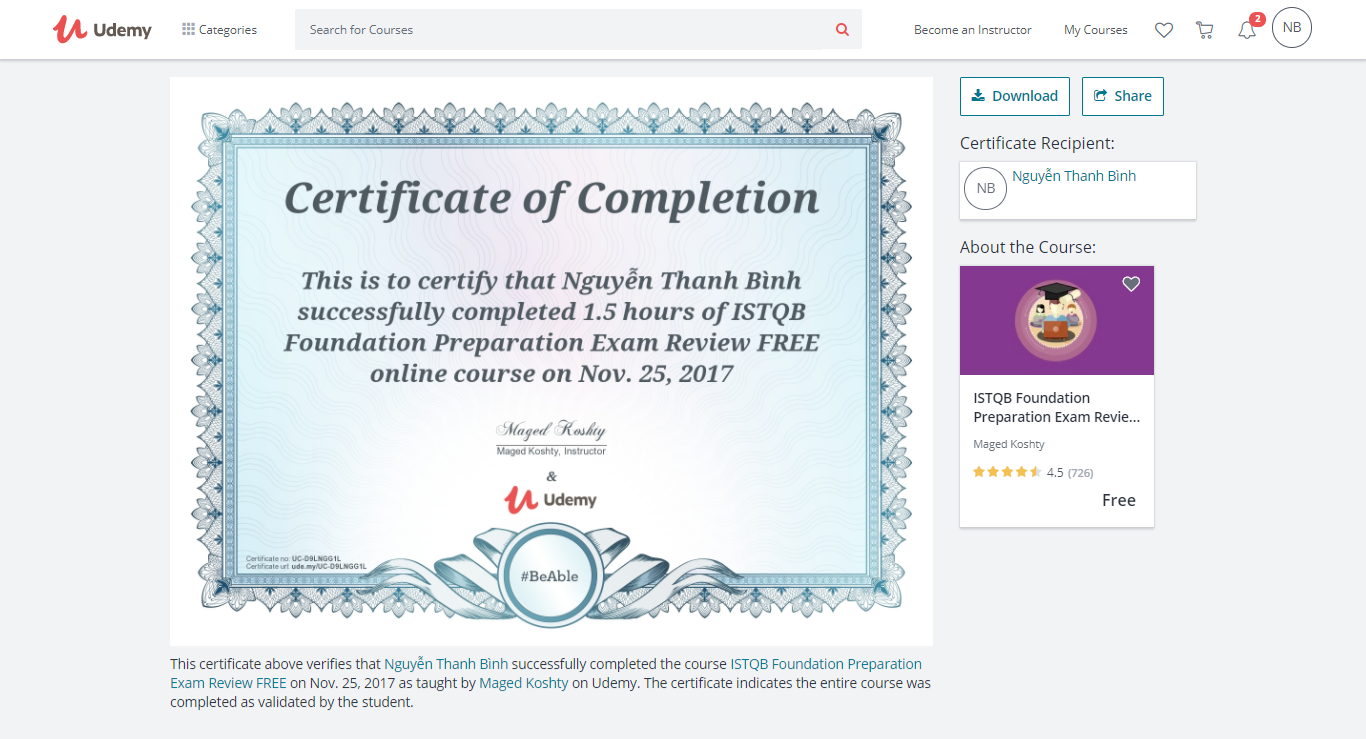 Udemy
Categories
Search for Courses
Become an Instructor
My Courses
2
NB
Certificate of Completion
This is to certify that Nguyễn Thanh Bình
successfully completed 1.5 hours of ISTQB
Foundation Preparation Exam Review FREE
online course on Nov. 25, 2017
Maged Koshty
Maged Koshty, Instructor
&
Udemy
#BeAble
Certificate no: UC-D9LNGG1L
Certificate url: ude.my/UC-D9LNGG1L
This certificate above verifies that Nguyễn Thanh Bình successfully completed the course ISTQB Foundation Preparation
Exam Review FREE on Nov. 25, 2017 as taught by Maged Koshty on Udemy. The certificate indicates the entire course was
completed as validated by the student.
Download
Share
Certificate Recipient:
NB
Nguyễn Thanh Bình
About the Course:
ISTQB Foundation
Preparation Exam Revie...
Maged Koshty
4.5 (726)
Free